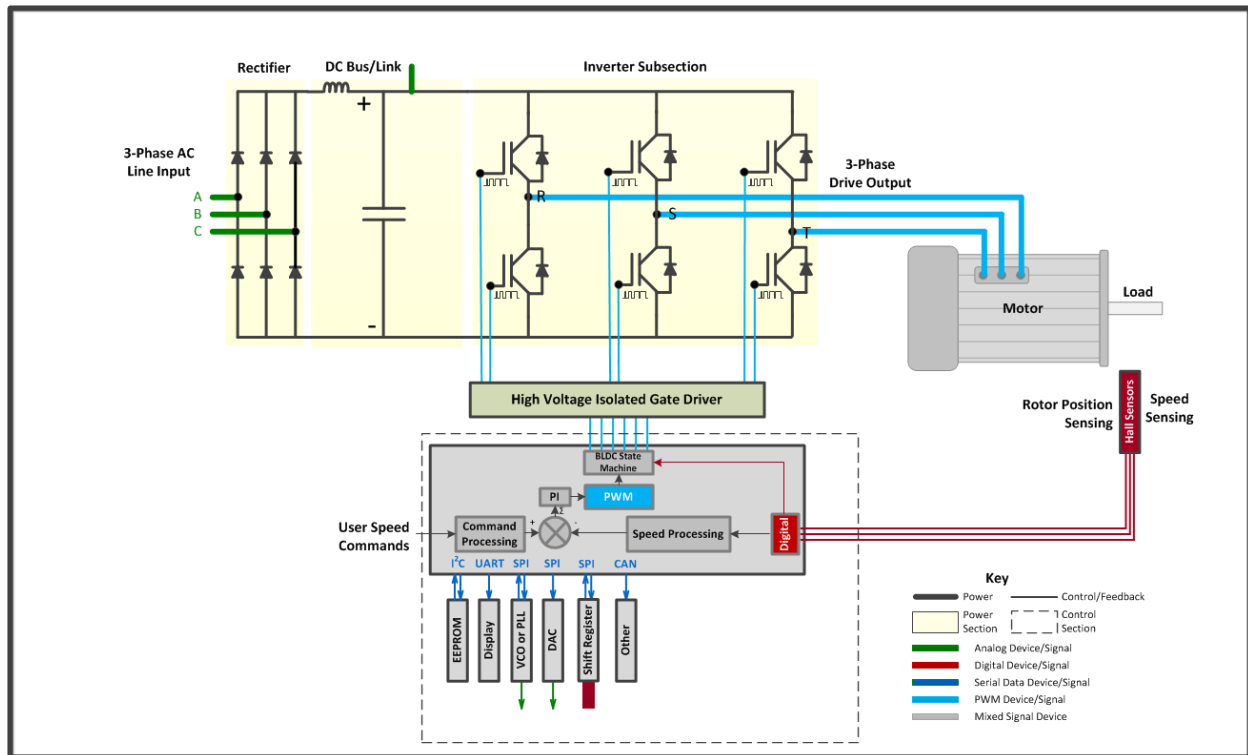 Rectifier
DC Bus/Link
Inverter Subsection
+
3-Phase AC
Line Input
3-Phase
Drive Output
A
B
C
R
S
T
-
Motor
Load
High Voltage Isolated Gate Driver
Rotor Position
Sensing
Hall Sensors
Speed
Sensing
BLDC State
Machine
PI
PWM
Σ
+
-
User Speed
Commands
Command
Processing
Speed Processing
Digital
I²C
UART
SPI
SPI
SPI
CAN
EEPROM
Display
VCO or PLL
DAC
Shift Register
Other
Key
Power
Control/Feedback
Power
Section
Control
Section
Analog Device/Signal
Digital Device/Signal
Serial Data Device/Signal
PWM Device/Signal
Mixed Signal Device